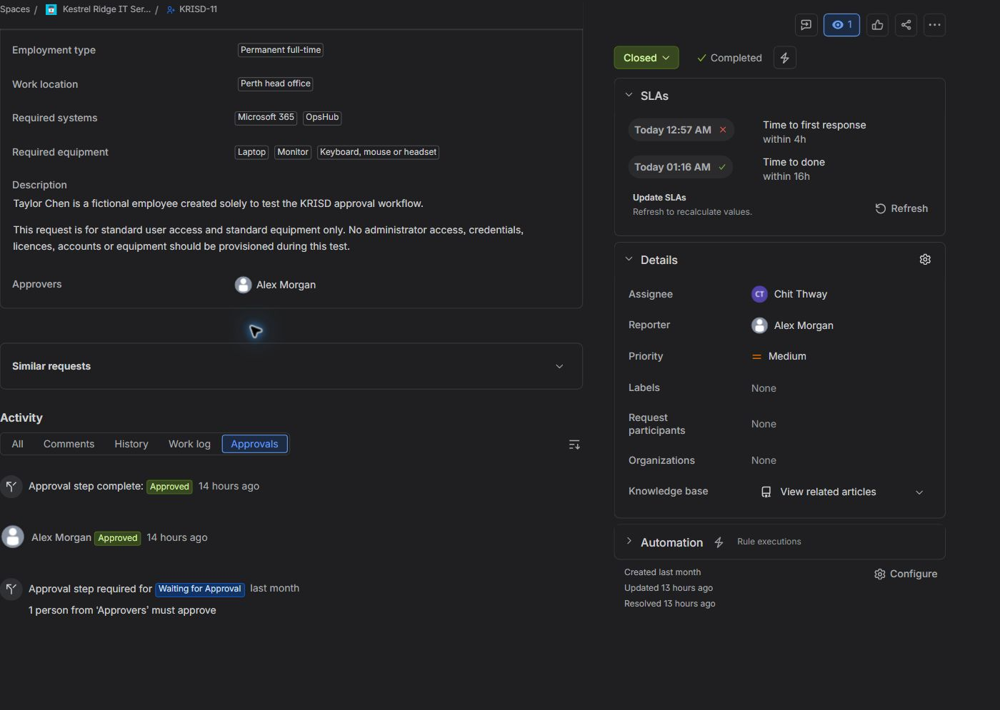 Spaces / Kestrel Ridge IT Ser... / KRISD-11
1
Employment type Permanent full-time
Work location Perth head office
Required systems Microsoft 365 OpsHub
Required equipment Laptop Monitor Keyboard, mouse or headset
Description
Taylor Chen is a fictional employee created solely to test the KRISD approval workflow.
This request is for standard user access and standard equipment only. No administrator access, credentials,
licences, accounts or equipment should be provisioned during this test.
Approvers Alex Morgan
Similar requests
Activity
All Comments History Work log Approvals
Approval step complete: Approved 14 hours ago
Alex Morgan Approved 14 hours ago
Approval step required for Waiting for Approval last month
1 person from ‘Approvers’ must approve
Closed Completed
SLAs
Today 12:57 AM Time to first response
within 4h
Today 01:16 AM Time to done
within 16h
Update SLAs
Refresh to recalculate values.
Refresh
Details
Assignee CT Chit Thway
Reporter Alex Morgan
Priority Medium
Labels None
Request
participants None
Organizations None
Knowledge base View related articles
Automation Rule executions
Created last month
Configure
Updated 13 hours ago
Resolved 13 hours ago